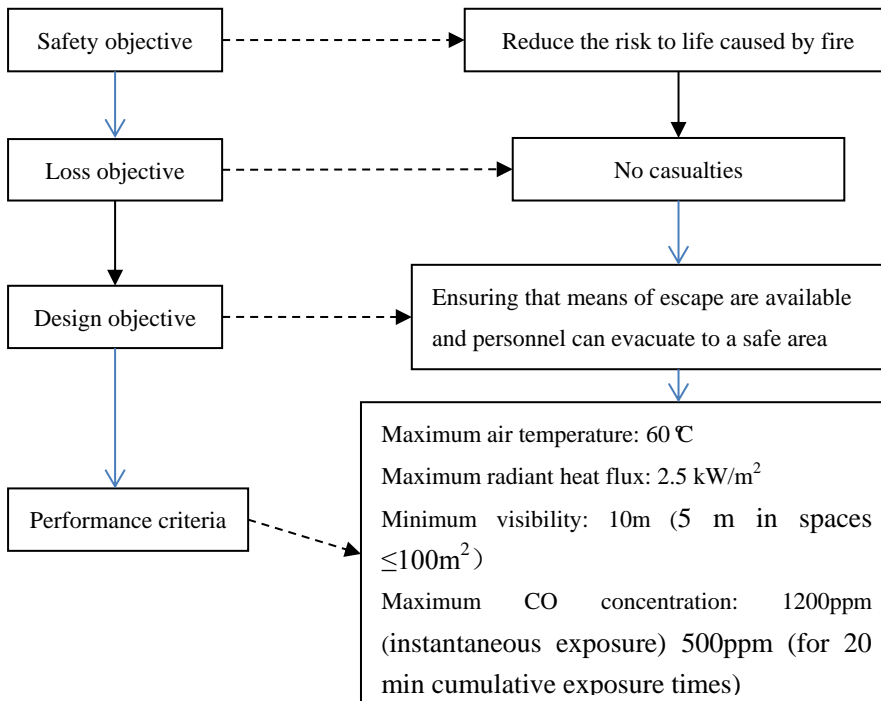 Safety objective
Reduce the risk to life caused by fire
Loss objective
No casualties
Design objective
Ensuring that means of escape are available
and personnel can evacuate to a safe area
Performance criteria
Maximum air temperature: 60℃
Maximum radiant heat flux: 2.5 kW/m²
Minimum visibility: 10m (5 m in spaces
≤100m²）
Maximum CO concentration: 1200ppm
(instantaneous exposure) 500ppm (for 20
min cumulative exposure times)